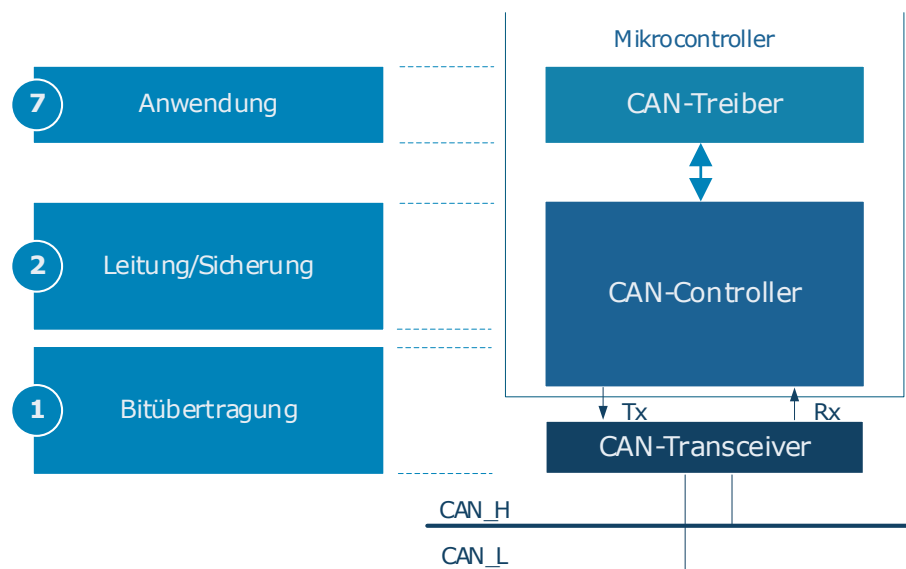 Mikrocontroller
7
Anwendung
CAN-Treiber
2
Leitung/Sicherung
CAN-Controller
1
Bitübertragung
Tx
Rx
CAN-Transceiver
CAN_H
CAN_L